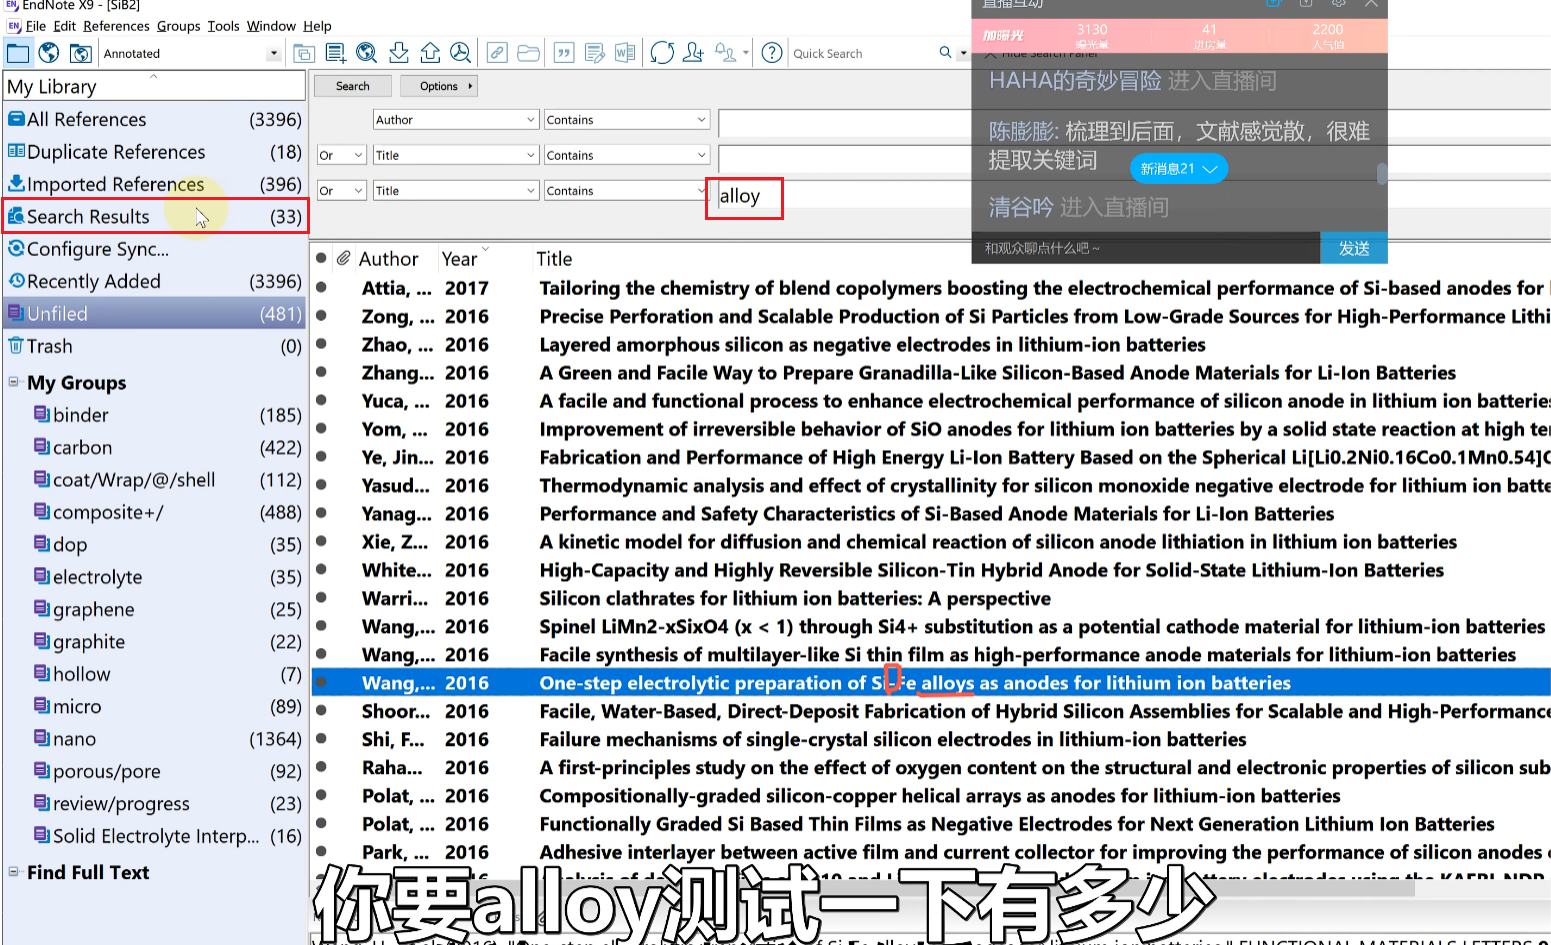 EndNote X9 - [SiB2]
File Edit References Groups Tools Window Help
Annotated
Quick Search
Hide Search Panel
My Library
All References (3396)
Duplicate References (18)
Imported References (396)
Search Results (33)
Configure Sync...
Recently Added (3396)
Unfiled (481)
Trash (0)
My Groups
binder (185)
carbon (422)
coat/Wrap/@/shell (112)
composite+/ (488)
dop (35)
electrolyte (35)
graphene (25)
graphite (22)
hollow (7)
micro (89)
nano (1364)
porous/pore (92)
review/progress (23)
Solid Electrolyte Interp... (16)
Find Full Text
Search Options
Author Contains
Or Title Contains
Or Title Contains alloy
直播互动
加曝光 3130 41 2200
曝光量 进房量 人气值
HAHA的奇妙冒险 进入直播间
陈膨膨: 梳理到后面，文献感觉散，很难
提取关键词
新消息21
清谷吟 进入直播间
和观众聊点什么吧~ 发送
Author Year Title
Attia, ... 2017 Tailoring the chemistry of blend copolymers boosting the electrochemical performance of Si-based anodes for
Zong, ... 2016 Precise Perforation and Scalable Production of Si Particles from Low-Grade Sources for High-Performance Lithi
Zhao, ... 2016 Layered amorphous silicon as negative electrodes in lithium-ion batteries
Zhang... 2016 A Green and Facile Way to Prepare Granadilla-Like Silicon-Based Anode Materials for Li-Ion Batteries
Yuca, ... 2016 A facile and functional process to enhance electrochemical performance of silicon anode in lithium ion batteries
Yom, ... 2016 Improvement of irreversible behavior of SiO anodes for lithium ion batteries by a solid state reaction at high te
Ye, Jin... 2016 Fabrication and Performance of High Energy Li-Ion Battery Based on the Spherical Li[Li0.2Ni0.16Co0.1Mn0.54]O
Yasud... 2016 Thermodynamic analysis and effect of crystallinity for silicon monoxide negative electrode for lithium ion batte
Yanag... 2016 Performance and Safety Characteristics of Si-Based Anode Materials for Li-Ion Batteries
Xie, Z... 2016 A kinetic model for diffusion and chemical reaction of silicon anode lithiation in lithium ion batteries
White... 2016 High-Capacity and Highly Reversible Silicon-Tin Hybrid Anode for Solid-State Lithium-Ion Batteries
Warri... 2016 Silicon clathrates for lithium ion batteries: A perspective
Wang,... 2016 Spinel LiMn2-xSixO4 (x < 1) through Si4+ substitution as a potential cathode material for lithium-ion batteries
Wang,... 2016 Facile synthesis of multilayer-like Si thin film as high-performance anode materials for lithium-ion batteries
Wang,... 2016 One-step electrolytic preparation of Si-Fe alloys as anodes for lithium ion batteries
Shoor... 2016 Facile, Water-Based, Direct-Deposit Fabrication of Hybrid Silicon Assemblies for Scalable and High-Performance
Shi, F... 2016 Failure mechanisms of single-crystal silicon electrodes in lithium-ion batteries
Raha... 2016 A first-principles study on the effect of oxygen content on the structural and electronic properties of silicon sub
Polat, ... 2016 Compositionally-graded silicon-copper helical arrays as anodes for lithium-ion batteries
Polat, ... 2016 Functionally Graded Si Based Thin Films as Negative Electrodes for Next Generation Lithium Ion Batteries
Park, ... 2016 Adhesive interlayer between active film and current collector for improving the performance of silicon anodes
你要alloy测试一下有多少